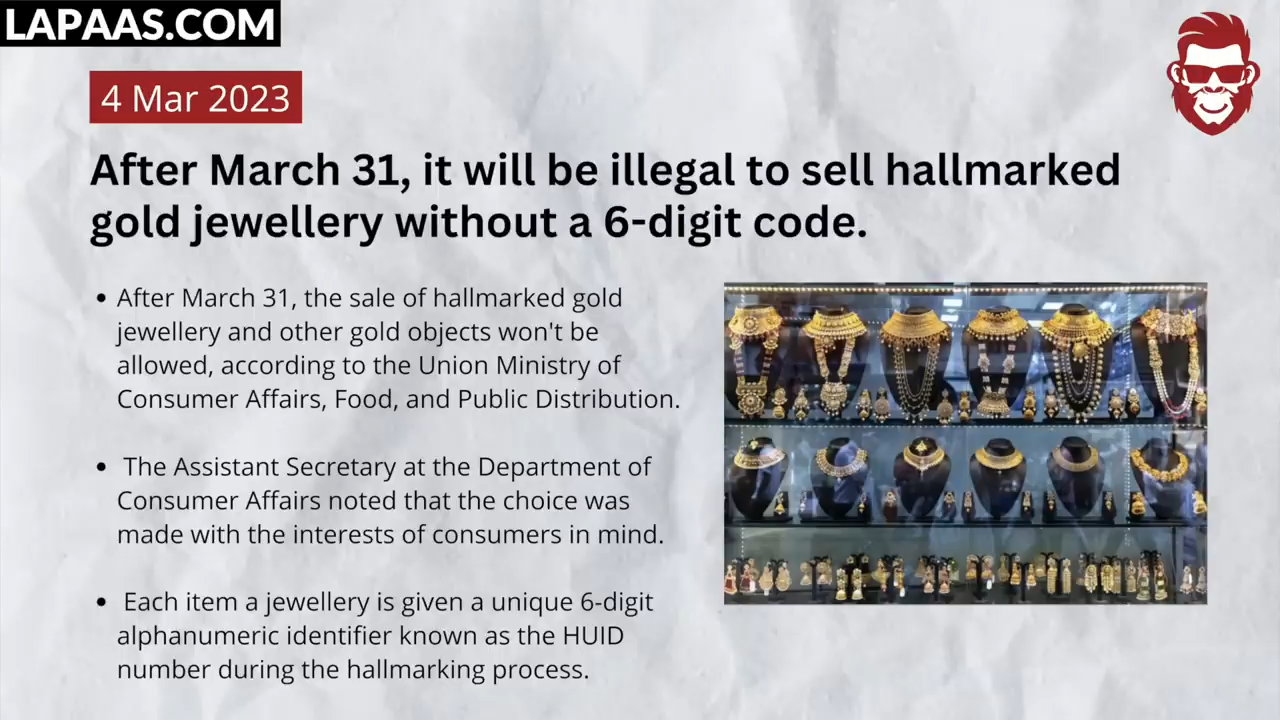 LAPAAS.COM
4 Mar 2023
After March 31, it will be illegal to sell hallmarked
gold jewellery without a 6-digit code.
• After March 31, the sale of hallmarked gold
jewellery and other gold objects won't be
allowed, according to the Union Ministry of
Consumer Affairs, Food, and Public Distribution.
• The Assistant Secretary at the Department of
Consumer Affairs noted that the choice was
made with the interests of consumers in mind.
• Each item a jewellery is given a unique 6-digit
alphanumeric identifier known as the HUID
number during the hallmarking process.